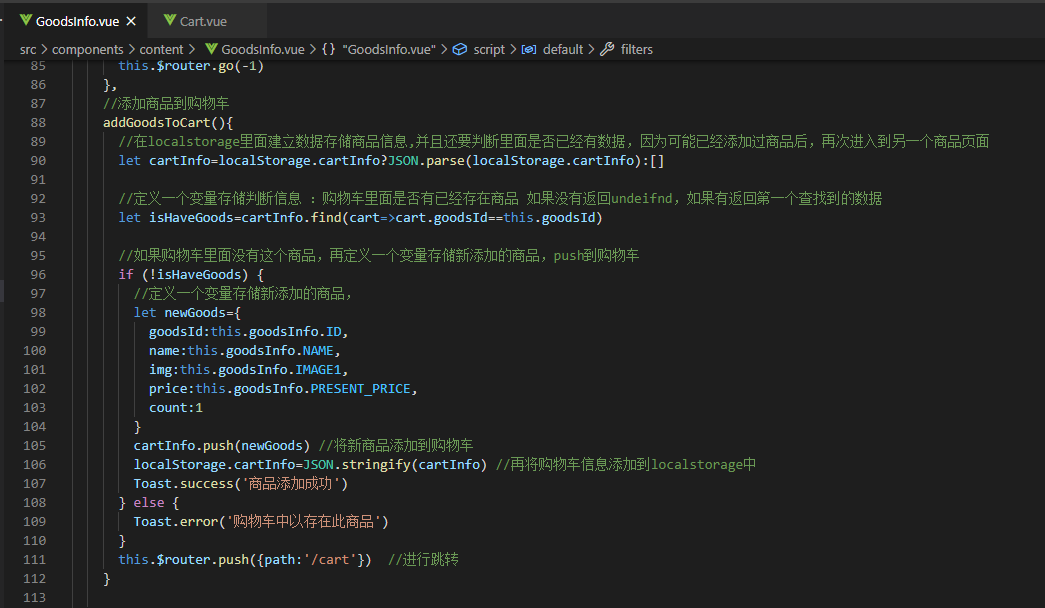 GoodsInfo.vue Cart.vue
src > components > content > GoodsInfo.vue > {} "GoodsInfo.vue" > script > default > filters
85 this.$router.go(-1)
86 },
87 //添加商品到购物车
88 addGoodsToCart(){
89 //在localstorage里面建立数据存储商品信息,并且还要判断里面是否已经有数据，因为可能已经添加过商品后，再次进入到另一个商品页面
90 let cartInfo=localStorage.cartInfo?JSON.parse(localStorage.cartInfo):[]
91
92 //定义一个变量存储判断信息 ：购物车里面是否有已经存在商品 如果没有返回undeifnd，如果有返回第一个查找到的数据
93 let isHaveGoods=cartInfo.find(cart=>cart.goodsId==this.goodsId)
94
95 //如果购物车里面没有这个商品，再定义一个变量存储新添加的商品，push到购物车
96 if (!isHaveGoods) {
97 //定义一个变量存储新添加的商品，
98 let newGoods={
99 goodsId:this.goodsInfo.ID,
100 name:this.goodsInfo.NAME,
101 img:this.goodsInfo.IMAGE1,
102 price:this.goodsInfo.PRESENT_PRICE,
103 count:1
104 }
105 cartInfo.push(newGoods) //将新商品添加到购物车
106 localStorage.cartInfo=JSON.stringify(cartInfo) //再将购物车信息添加到localstorage中
107 Toast.success('商品添加成功')
108 } else {
109 Toast.error('购物车中以存在此商品')
110 }
111 this.$router.push({path:'/cart'}) //进行跳转
112 }
113